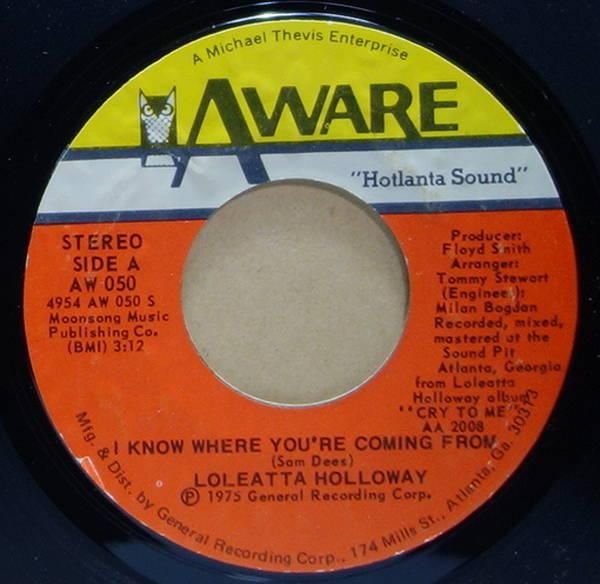 A Michael Thevis Enterprise
AWARE
"Hotlanta Sound"
STEREO
SIDE A
AW 050
4954 AW 050 S
Moonsong Music
Publishing Co.
(BMI) 3:12
Producer:
Floyd Smith
Arranger:
Tommy Stewart
(Engineer):
Milan Bogdan
Recorded, mixed,
mastered at the
Sound Pit
Atlanta, Georgia
from Loleatta
Holloway album
"CRY TO ME"
AA 2008
I KNOW WHERE YOU'RE COMING FROM
(Sam Dees)
LOLEATTA HOLLOWAY
Ⓟ 1975 General Recording Corp.
Mfg. & Dist. by General Recording Corp., 174 Mills St., Atlanta, Ga. 30313